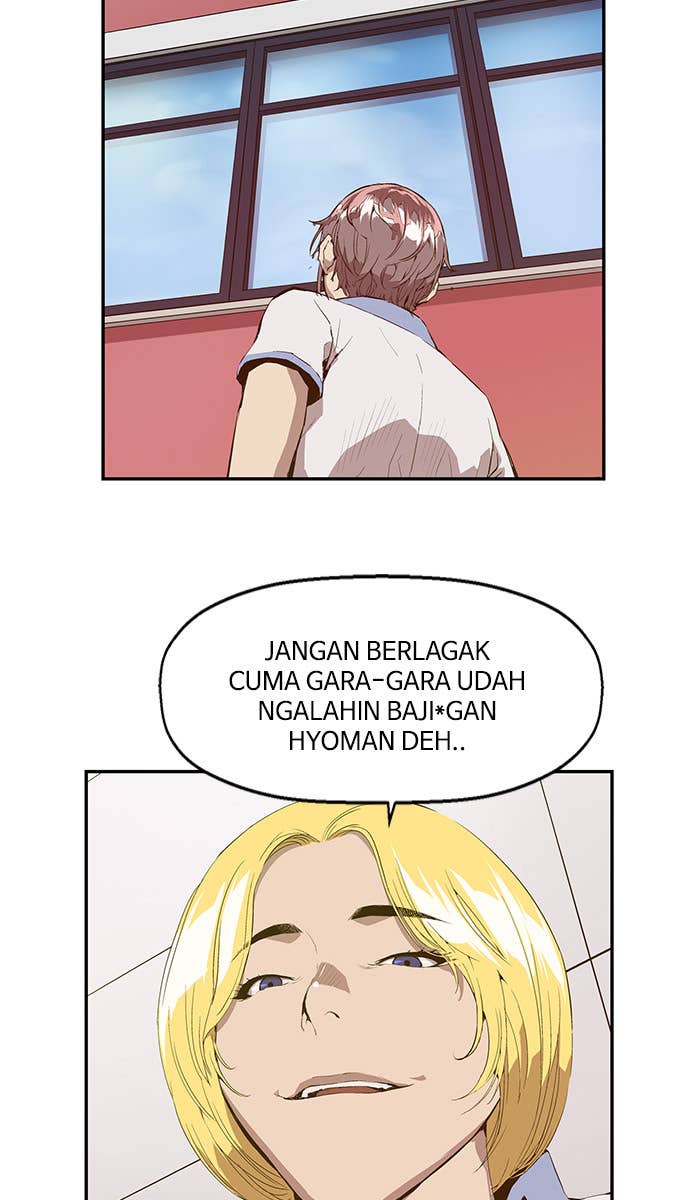 JANGAN BERLAGAK
CUMA GARA-GARA UDAH
NGALAHIN BAJI*GAN
HYOMAN DEH..